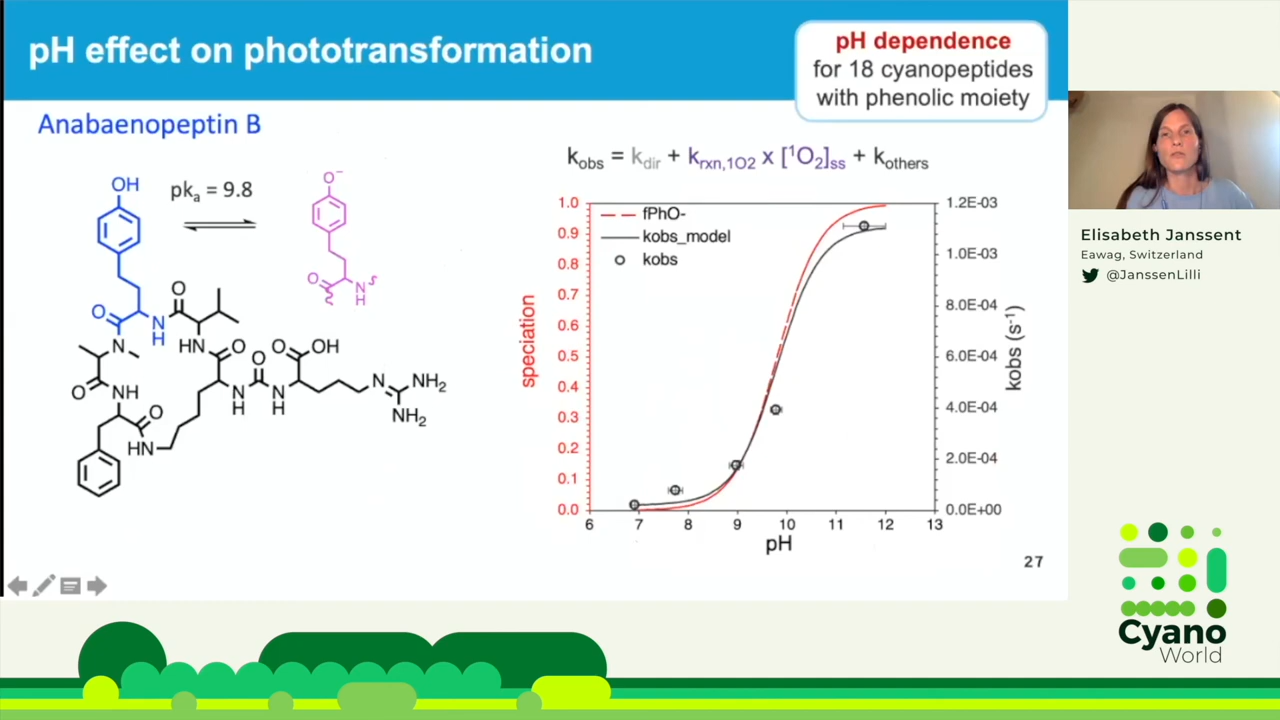 pH effect on phototransformation
pH dependence
for 18 cyanopeptides
with phenolic moiety
Anabaenopeptin B
OH
pka = 9.8
O−
O
N
H
O
N
H
O
N
HN
O
O
NH
O
HN
O
N
H
O
N
H
O
OH
N
NH2
NH2
kobs = kdir + krxn,1O2 x [1O2]ss + kothers
fPhO-
kobs_model
kobs
speciation
1.0
0.9
0.8
0.7
0.6
0.5
0.4
0.3
0.2
0.1
0.0
1.2E-03
1.0E-03
8.0E-04
6.0E-04
4.0E-04
2.0E-04
0.0E+00
kobs (s-1)
6 7 8 9 10 11 12 13
pH
27
Elisabeth Janssent
Eawag, Switzerland
@JanssenLilli
Cyano
World